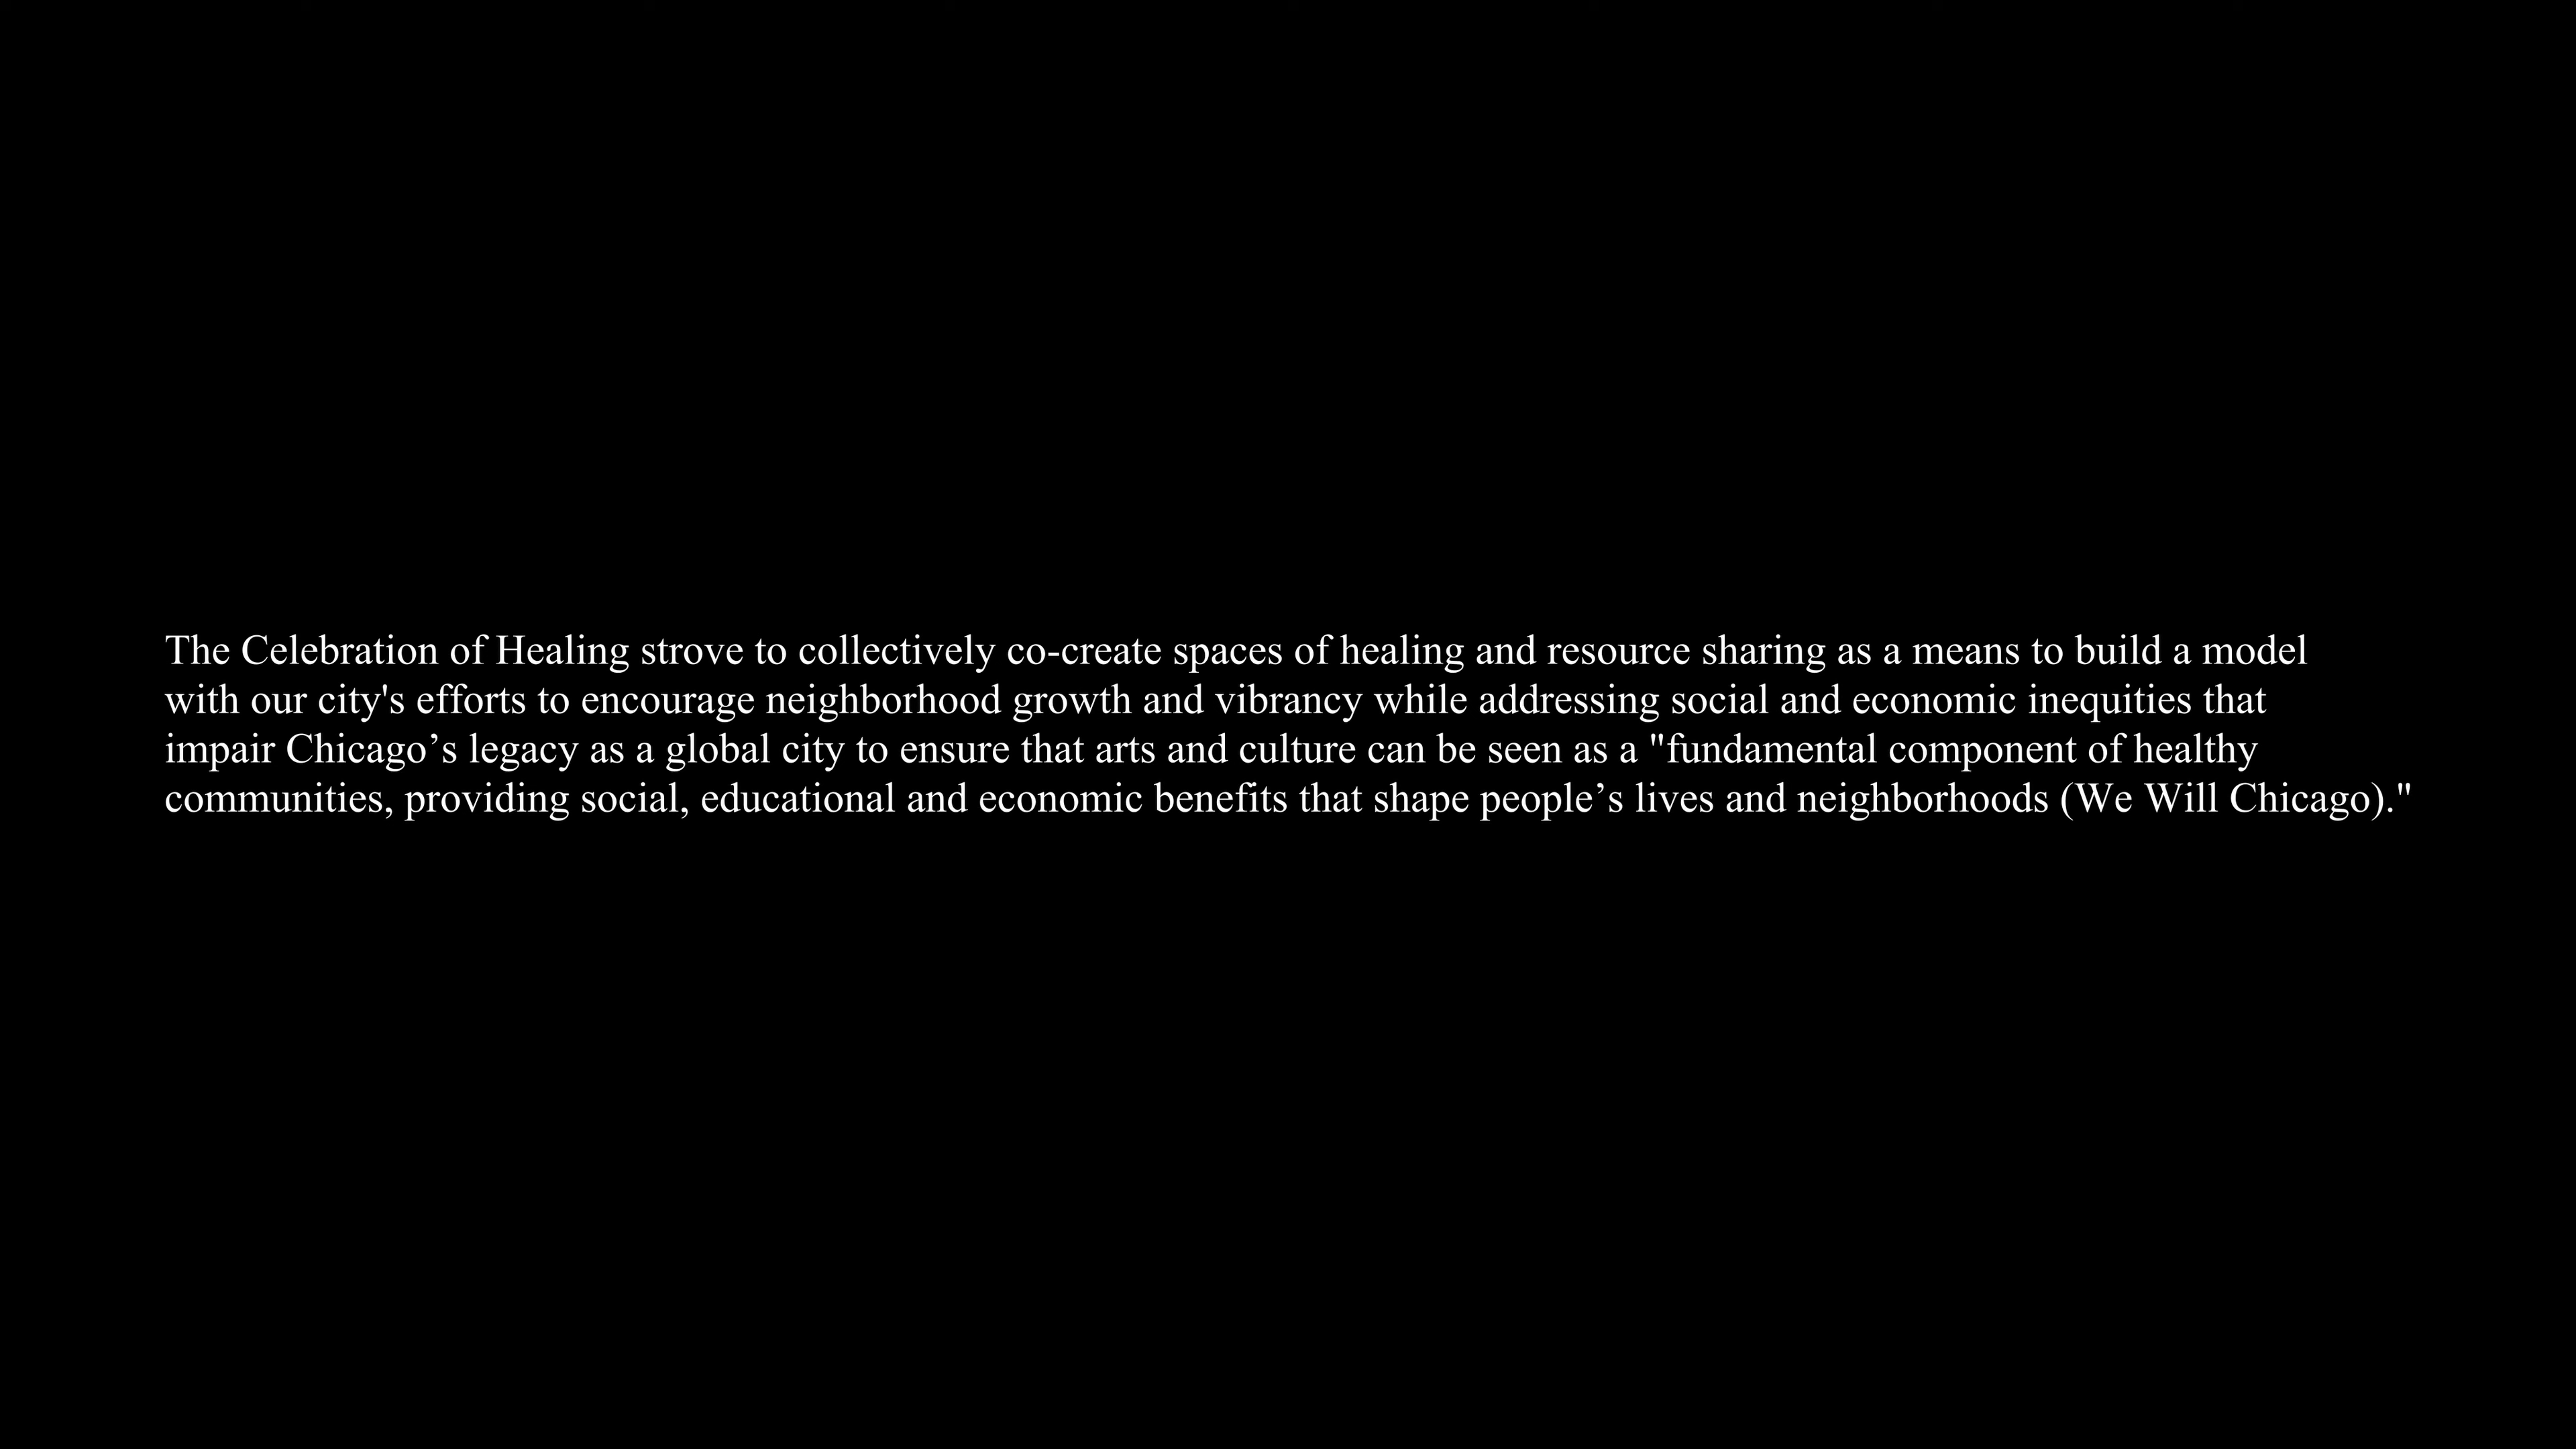 The Celebration of Healing strove to collectively co-create spaces of healing and resource sharing as a means to build a model
with our city's efforts to encourage neighborhood growth and vibrancy while addressing social and economic inequities that
impair Chicago’s legacy as a global city to ensure that arts and culture can be seen as a "fundamental component of healthy
communities, providing social, educational and economic benefits that shape people’s lives and neighborhoods (We Will Chicago)."